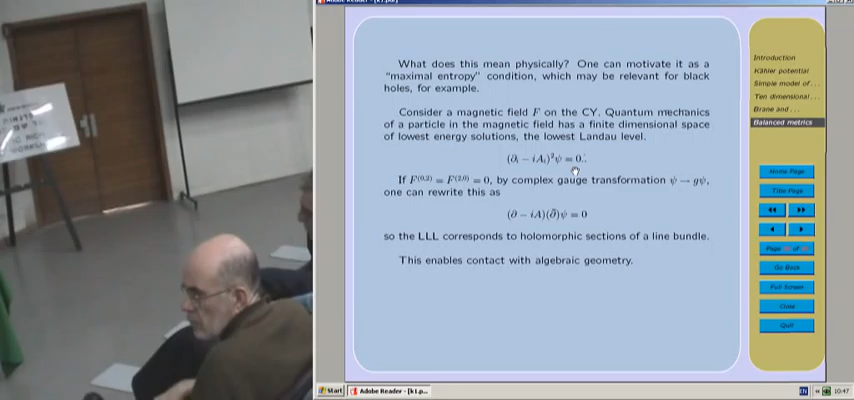 What does this mean physically? One can motivate it as a
"maximal entropy" condition, which may be relevant for black
holes, for example.
Consider a magnetic field F on the CY. Quantum mechanics
of a particle in the magnetic field has a finite dimensional space
of lowest energy solutions, the lowest Landau level.
(∂ᵢ − iAᵢ)²ψ = 0.
If F⁽⁰,²⁾ = F⁽²,⁰⁾ = 0, by complex gauge transformation ψ → gψ,
one can rewrite this as
(∂ − iA)(∂̄)ψ = 0
so the LLL corresponds to holomorphic sections of a line bundle.
This enables contact with algebraic geometry.
Introduction
Kähler potential
Simple model of...
Ten dimensional...
Brane and...
Balanced metrics
Home Page
Title Page
Page of
Go Back
Full Screen
Close
Quit
Start
Adobe Reader - [k1.p...
EN
10:47